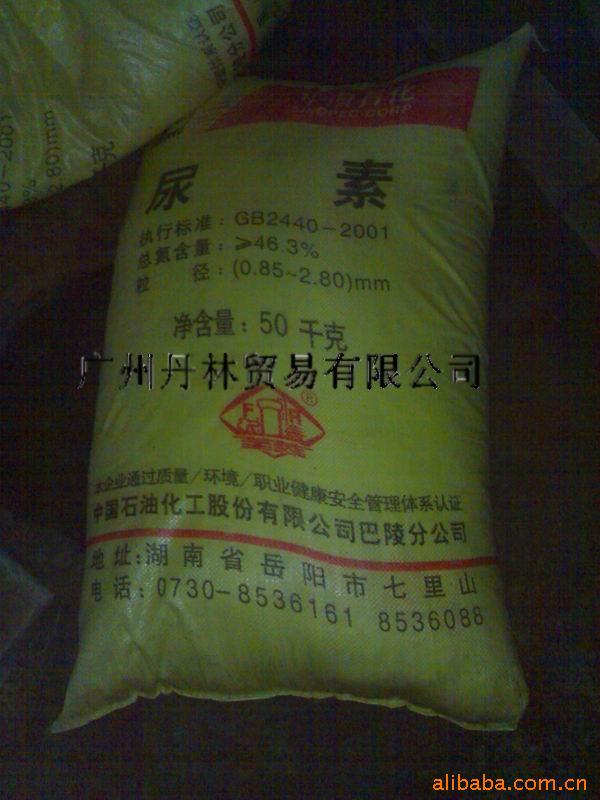 SINOPEC CORP
尿 素
执行标准：GB2440-2001
总氮含量：≥46.3%
粒 径：(0.85~2.80)mm
净含量：50 千克
广州丹林贸易有限公司
®
本企业通过质量/环境/职业健康安全管理体系认证
中国石油化工股份有限公司巴陵分公司
地址：湖南省岳阳市七里山
电话：0730-8536161 8536088
alibaba.com.cn